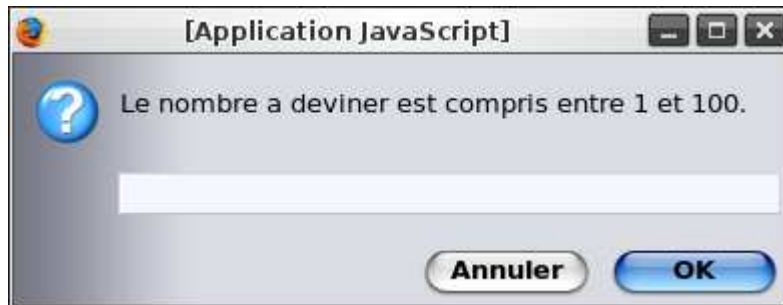 [Application JavaScript]
Le nombre a deviner est compris entre 1 et 100.
Annuler OK